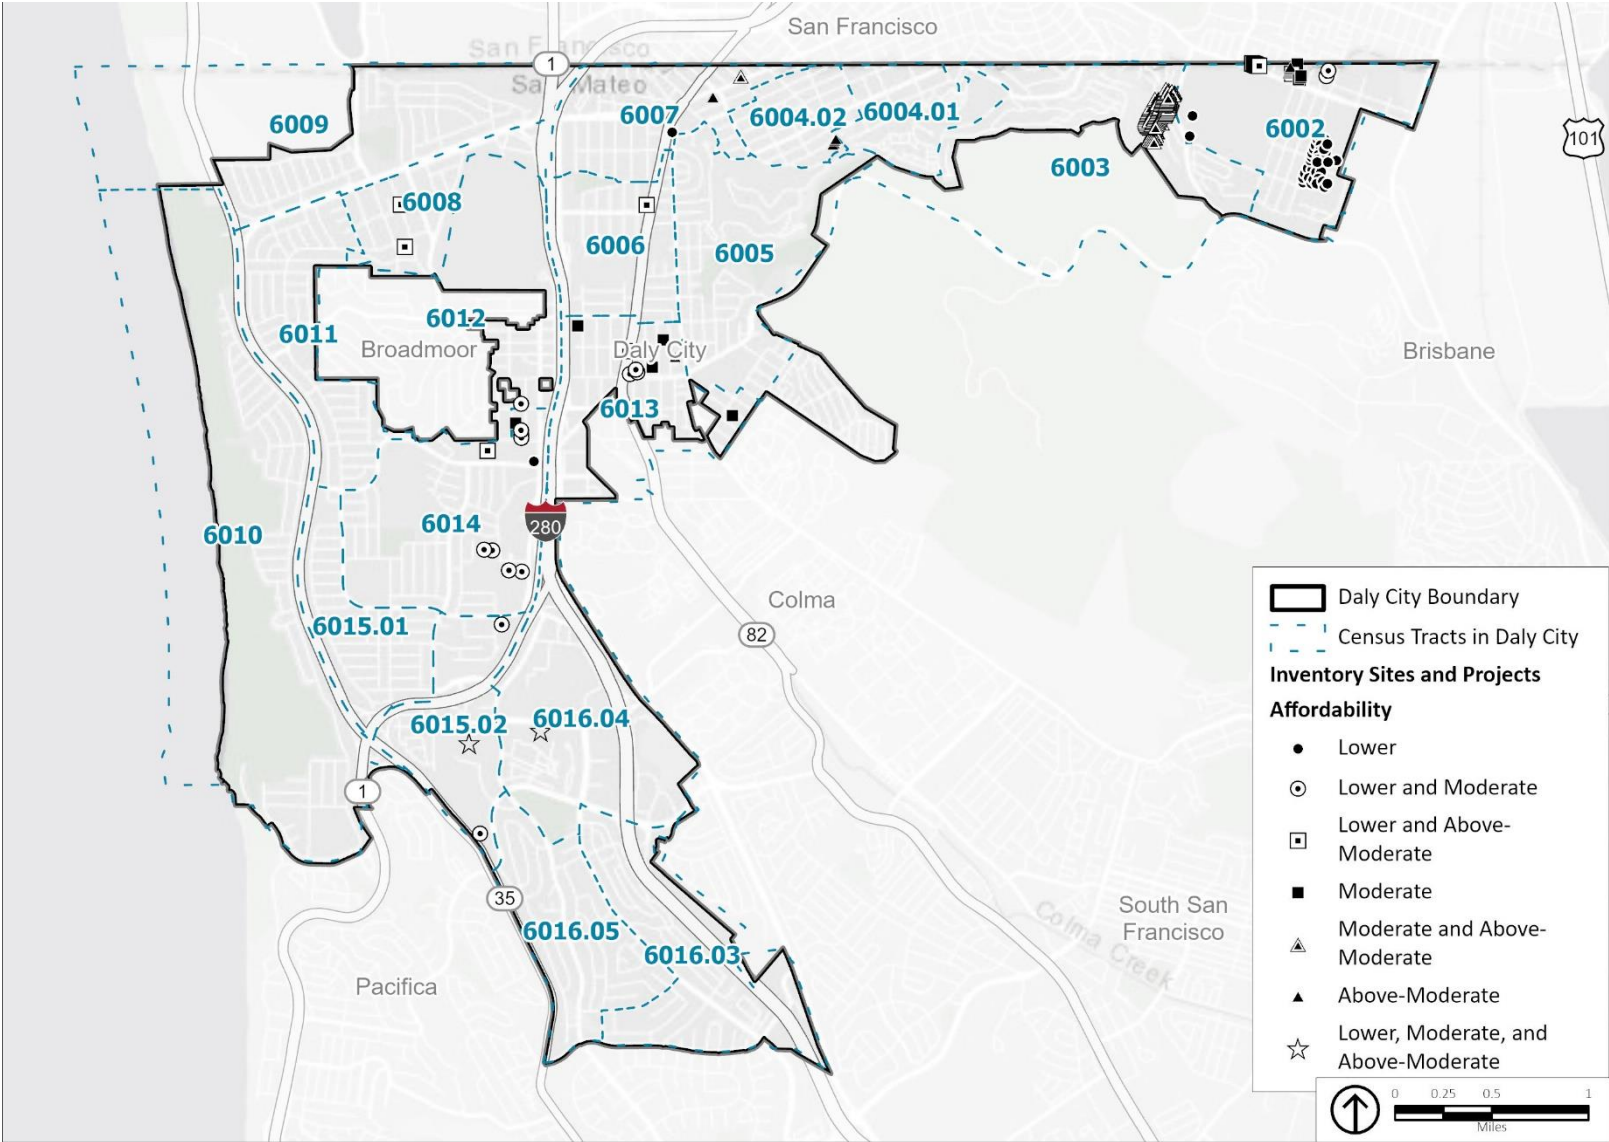 San Francisco
San Francisco
1
San Mateo
6009
6007
6004.02
6004.01
6002
101
6003
6008
6006
6005
6011
6012
Broadmoor
Daly City
Brisbane
6013
6010
6014
280
Colma
82
6015.01
6015.02
6016.04
1
35
South San
Francisco
Colma Creek
6016.05
6016.03
Pacifica
Daly City Boundary
Census Tracts in Daly City
Inventory Sites and Projects
Affordability
Lower
Lower and Moderate
Lower and Above-
Moderate
Moderate
Moderate and Above-
Moderate
Above-Moderate
Lower, Moderate, and
Above-Moderate
0 0.25 0.5 1
Miles